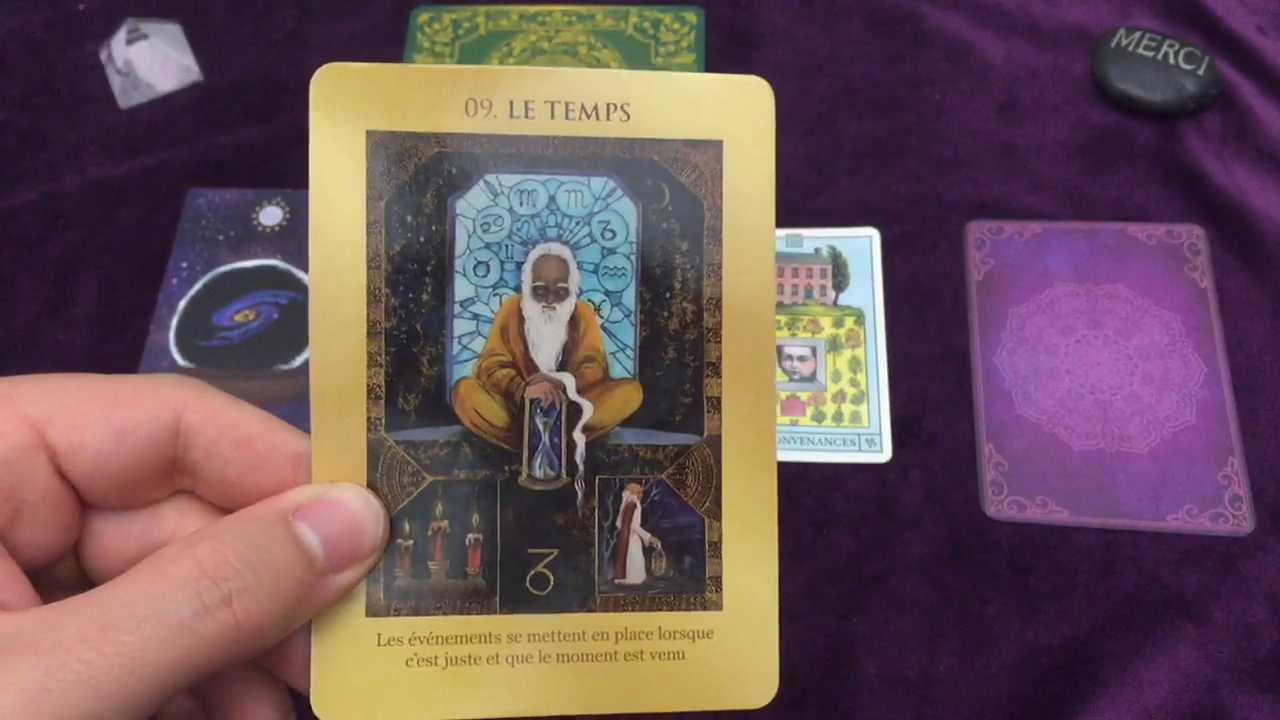 MERCI
09. LE TEMPS
ONVENANCES
Les événements se mettent en place lorsque
c'est juste et que le moment est venu